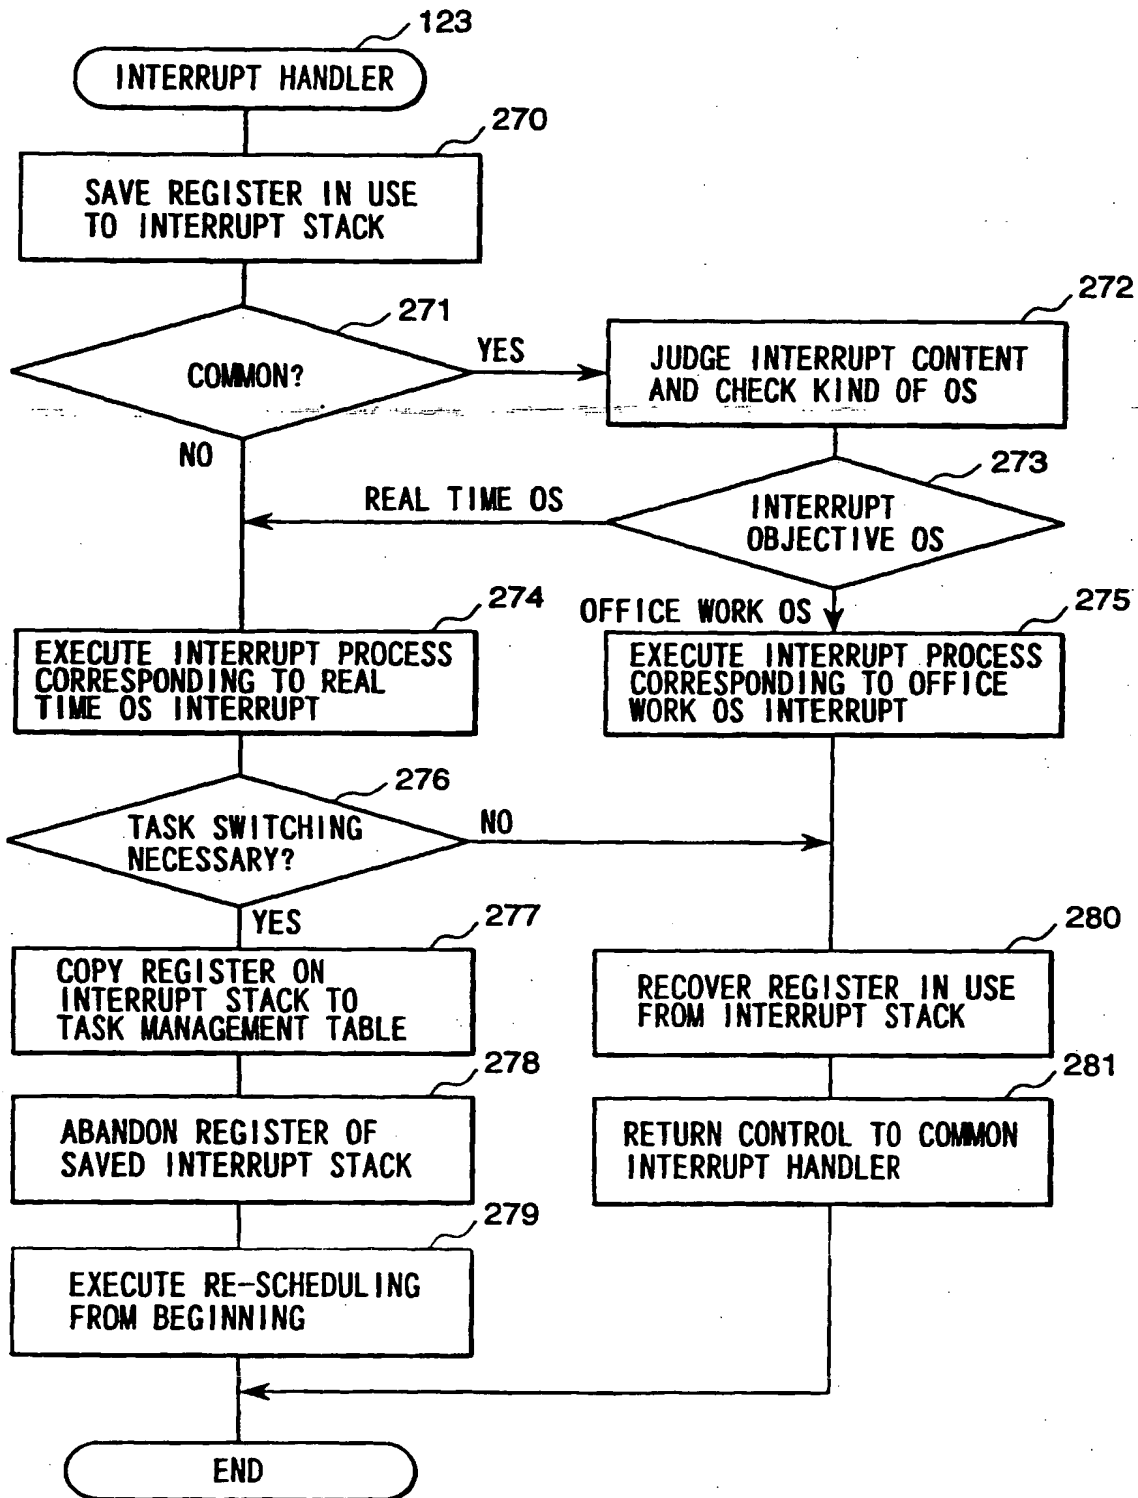 123
INTERRUPT HANDLER
270
SAVE REGISTER IN USE
TO INTERRUPT STACK
271
COMMON?
YES
NO
272
JUDGE INTERRUPT CONTENT
AND CHECK KIND OF OS
273
INTERRUPT
OBJECTIVE OS
REAL TIME OS
OFFICE WORK OS
274
EXECUTE INTERRUPT PROCESS
CORRESPONDING TO REAL
TIME OS INTERRUPT
275
EXECUTE INTERRUPT PROCESS
CORRESPONDING TO OFFICE
WORK OS INTERRUPT
276
TASK SWITCHING
NECESSARY?
NO
YES
277
COPY REGISTER ON
INTERRUPT STACK TO
TASK MANAGEMENT TABLE
278
ABANDON REGISTER OF
SAVED INTERRUPT STACK
279
EXECUTE RE-SCHEDULING
FROM BEGINNING
280
RECOVER REGISTER IN USE
FROM INTERRUPT STACK
281
RETURN CONTROL TO COMMON
INTERRUPT HANDLER
END